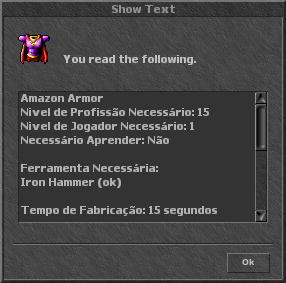 Show Text
You read the following.
Amazon Armor
Nivel de Profissão Necessário: 15
Nivel de Jogador Necessário: 1
Necessário Aprender: Não
Ferramenta Necessária:
Iron Hammer (ok)
Tempo de Fabricação: 15 segundos
Ok